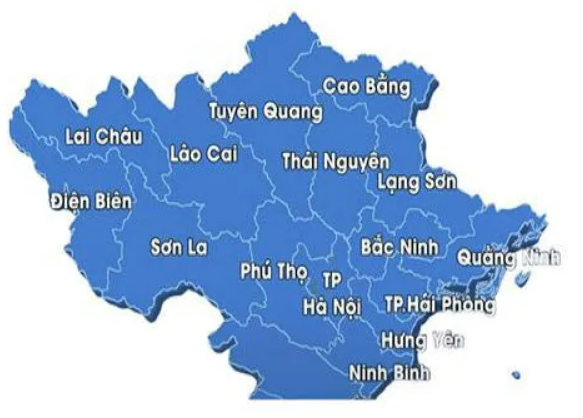 Cao Bằng
Tuyên Quang
Lai Châu
Lào Cai
Thái Nguyên
Lạng Sơn
Điện Biên
Sơn La
Bắc Ninh
Quảng Ninh
Phú Thọ
TP
Hà Nội
TP.Hải Phòng
Hưng Yên
Ninh Bình